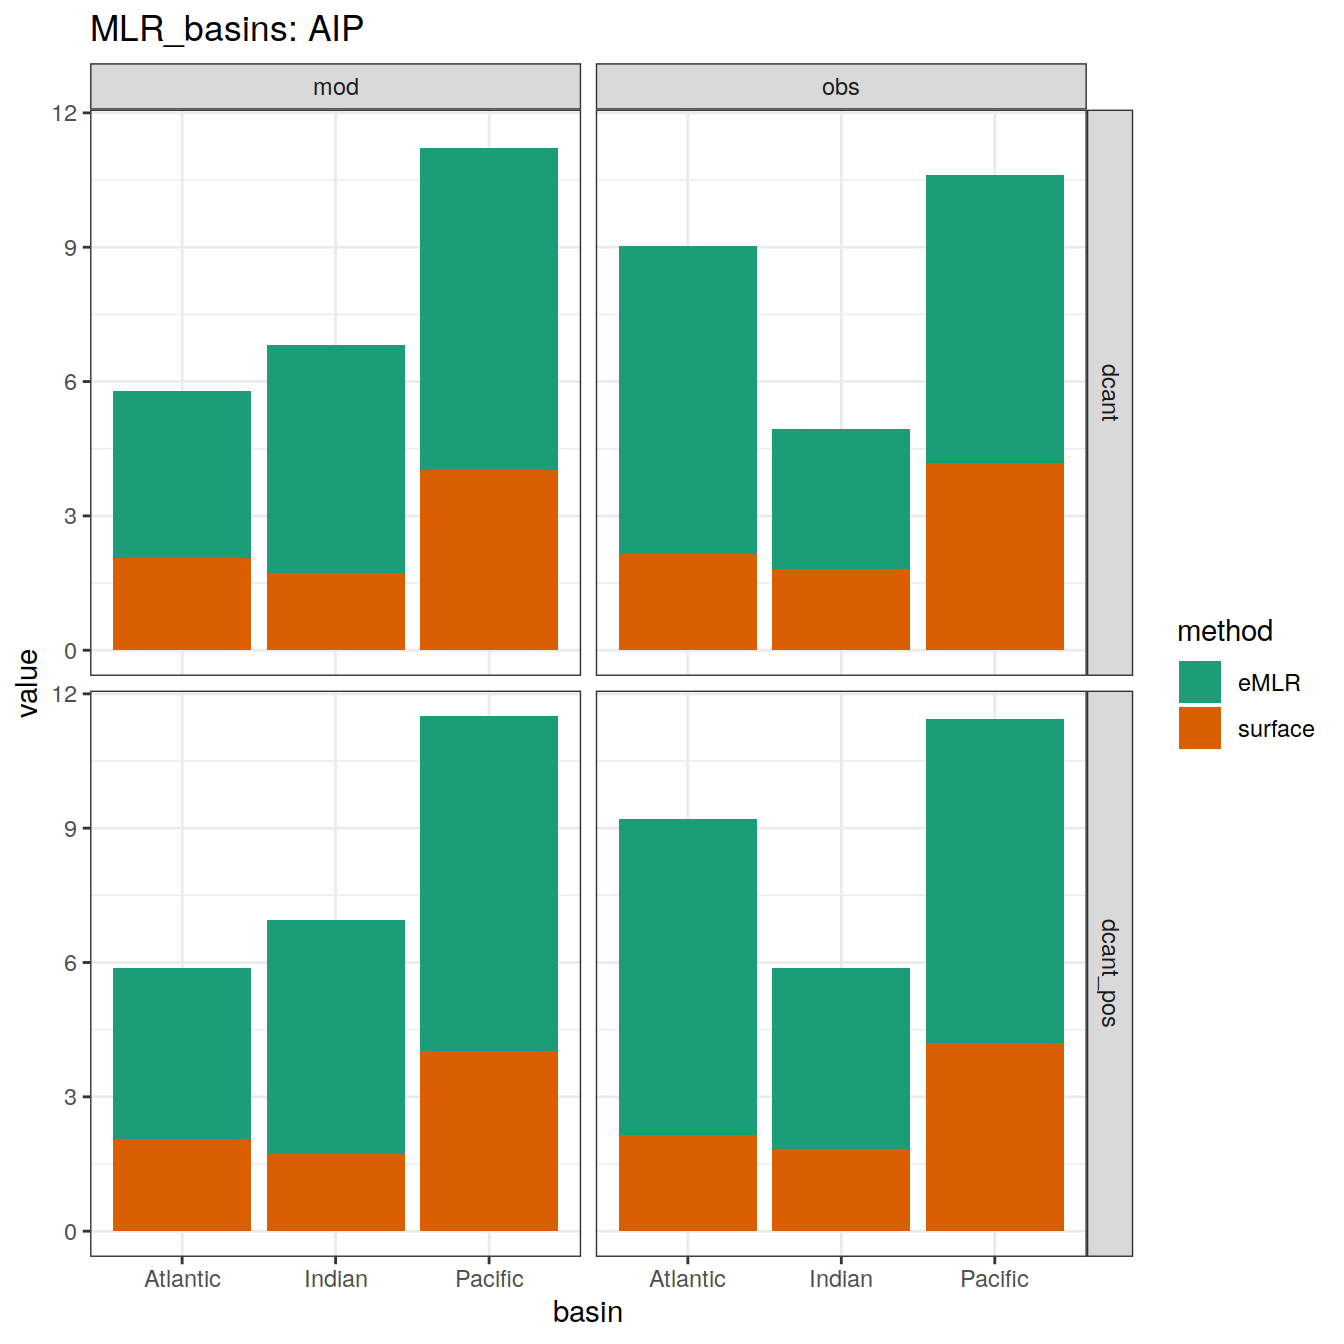 MLR_basins: AIP
mod
obs
12
9
6
3
0
dcant
12
9
6
3
0
dcant_pos
value
Atlantic
Indian
Pacific
Atlantic
Indian
Pacific
basin
method
eMLR
surface